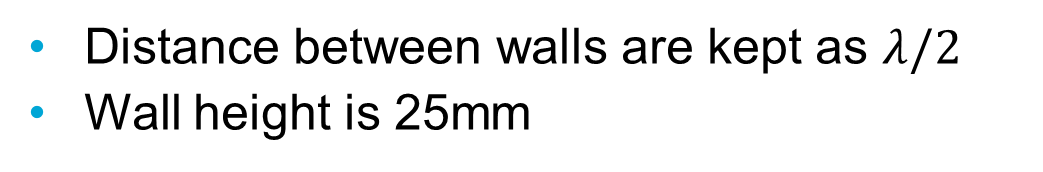 • Distance between walls are kept as 𝜆/2
• Wall height is 25mm